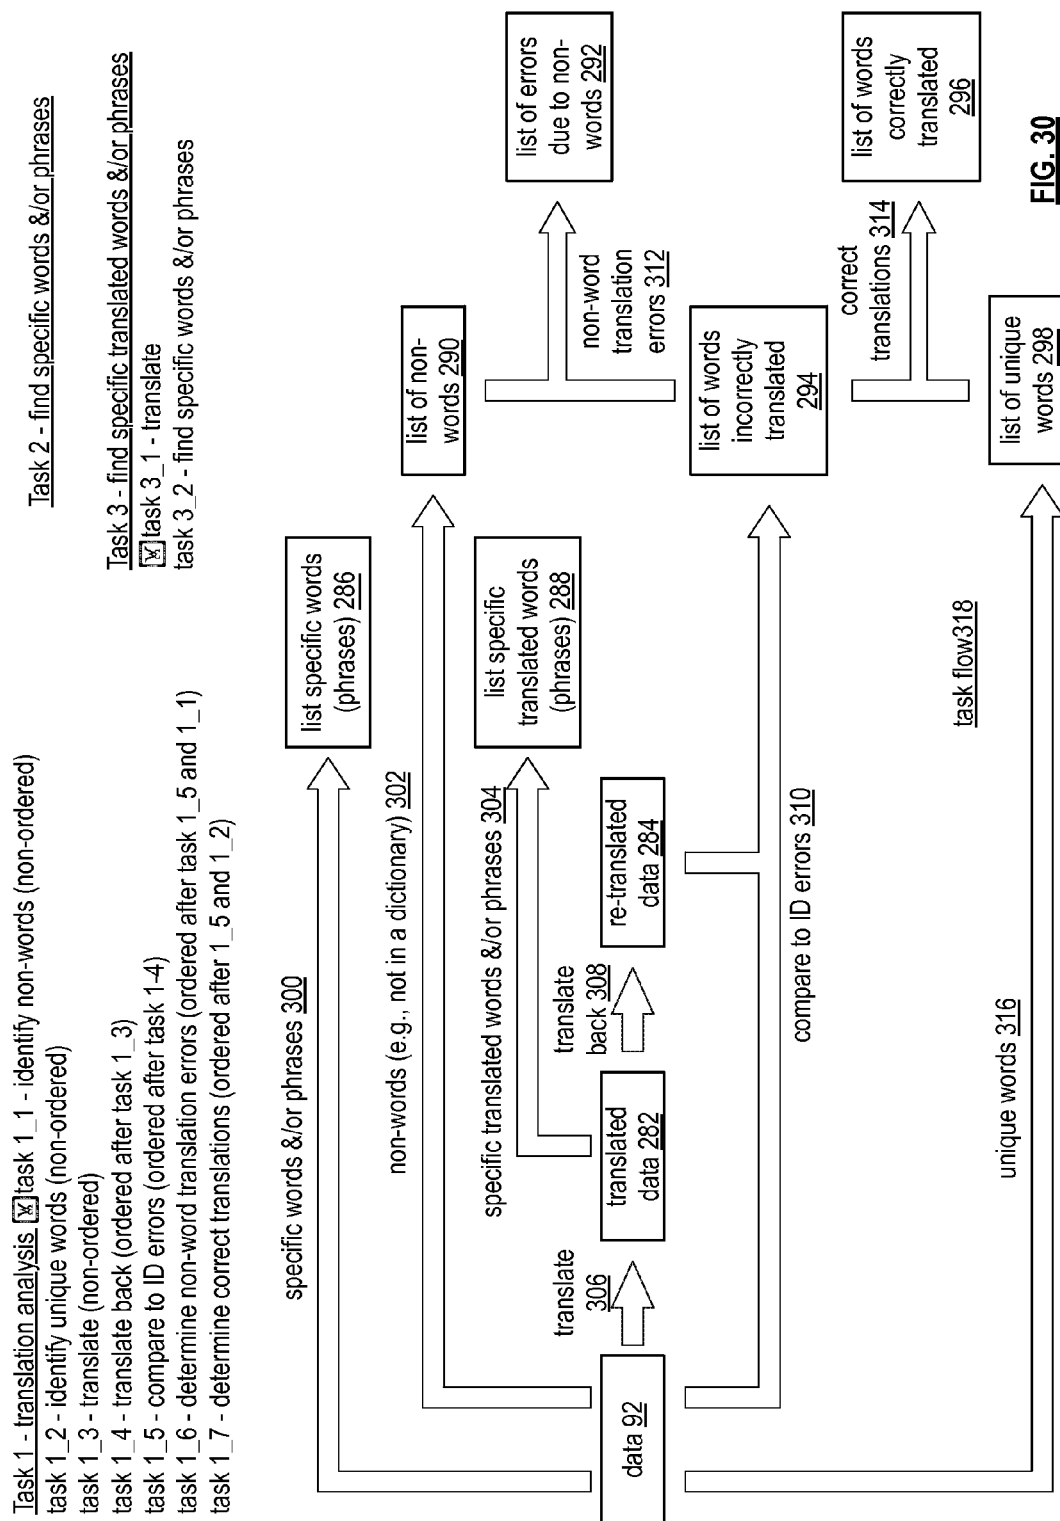 Task 1 - translation analysis task 1_1 - identify non-words (non-ordered)
task 1_2 - identify unique words (non-ordered)
task 1_3 - translate (non-ordered)
task 1_4 - translate back (ordered after task 1_3)
task 1_5 - compare to ID errors (ordered after task 1-4)
task 1_6 - determine non-word translation errors (ordered after task 1_5 and 1_1)
task 1_7 - determine correct translations (ordered after 1_5 and 1_2)
Task 2 - find specific words &/or phrases
Task 3 - find specific translated words &/or phrases
task 3_1 - translate
task 3_2 - find specific words &/or phrases
specific words &/or phrases 300
list specific words
(phrases) 286
non-words (e.g., not in a dictionary) 302
list of non-
words 290
list of errors
due to non-
words 292
specific translated words &/or phrases 304
list specific
translated words
(phrases) 288
non-word
translation
errors 312
data 92
translate
306
translated
data 282
translate
back 308
re-translated
data 284
compare to ID errors 310
list of words
incorrectly
translated
294
correct
translations 314
list of words
correctly
translated
296
unique words 316
list of unique
words 298
task flow318
FIG. 30